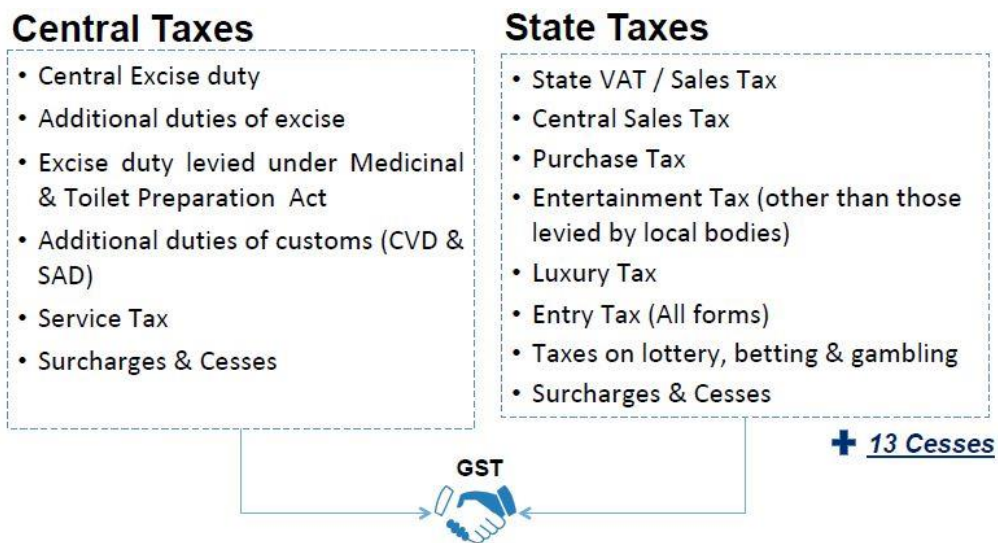 Central Taxes
• Central Excise duty
• Additional duties of excise
• Excise duty levied under Medicinal
& Toilet Preparation Act
• Additional duties of customs (CVD &
SAD)
• Service Tax
• Surcharges & Cesses
State Taxes
• State VAT / Sales Tax
• Central Sales Tax
• Purchase Tax
• Entertainment Tax (other than those
levied by local bodies)
• Luxury Tax
• Entry Tax (All forms)
• Taxes on lottery, betting & gambling
• Surcharges & Cesses
+ 13 Cesses
GST